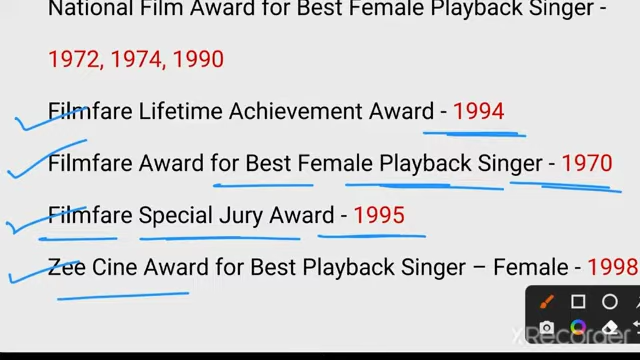 National Film Award for Best Female Playback Singer -
1972, 1974, 1990
Filmfare Lifetime Achievement Award - 1994
Filmfare Award for Best Female Playback Singer - 1970
Filmfare Special Jury Award - 1995
Zee Cine Award for Best Playback Singer – Female - 1998
XRecorder